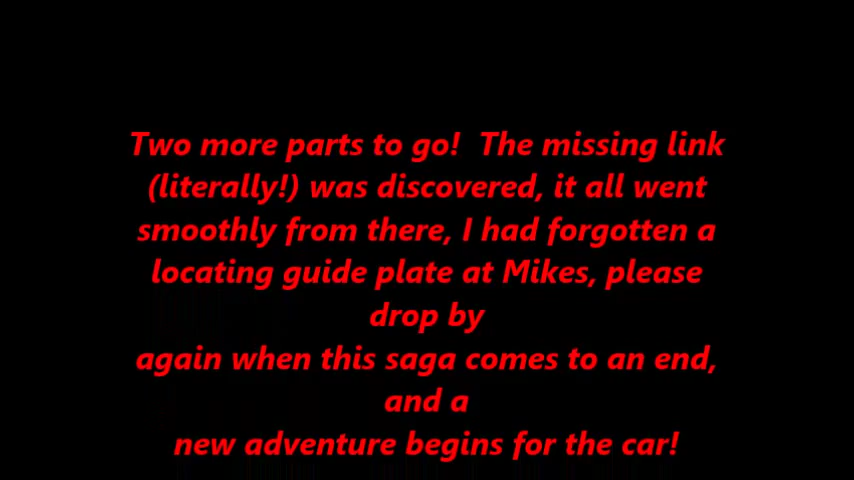 Two more parts to go!  The missing link
(literally!) was discovered, it all went
smoothly from there, I had forgotten a
locating guide plate at Mikes, please
drop by
again when this saga comes to an end,
and a
new adventure begins for the car!